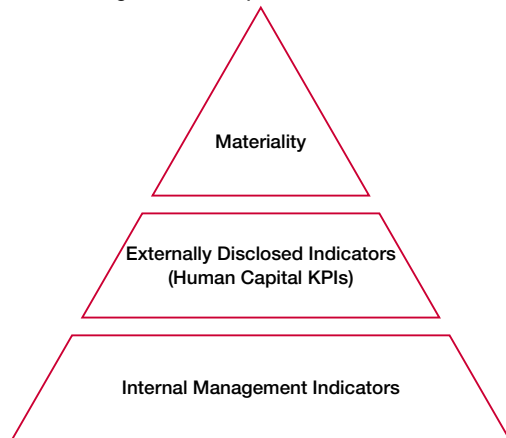 Materiality
Externally Disclosed Indicators
(Human Capital KPIs)
Internal Management Indicators